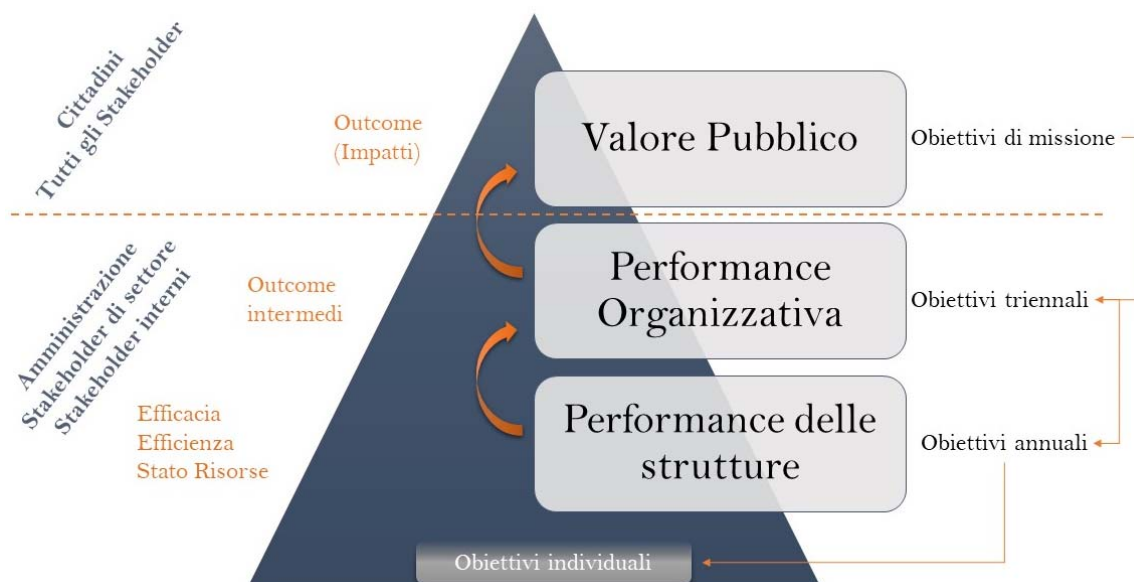 Cittadini
Tutti gli Stakeholder
Outcome
(Impatti)
Valore Pubblico
Obiettivi di missione
Amministrazione
Stakeholder di settore
Stakeholder interni
Outcome
intermedi
Performance
Organizzativa
Obiettivi triennali
Efficacia
Efficienza
Stato Risorse
Performance delle
strutture
Obiettivi annuali
Obiettivi individuali